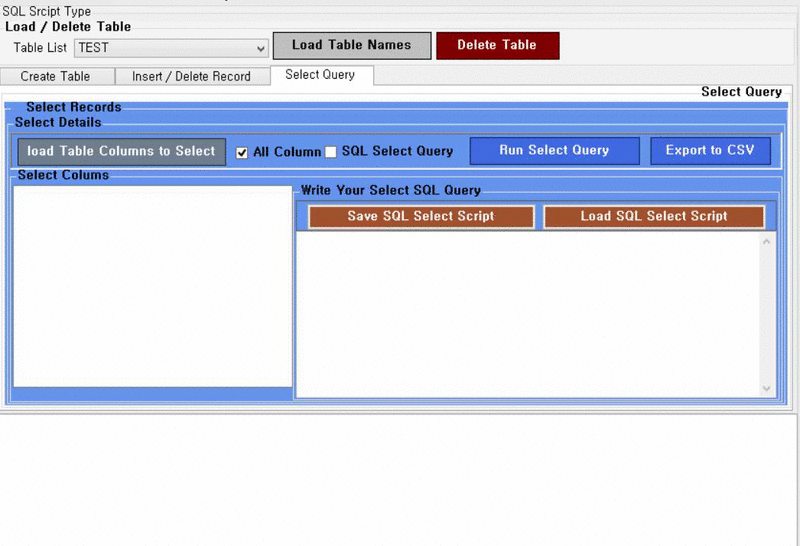 SQL Srcipt Type
Load / Delete Table
Table List TEST Load Table Names Delete Table
Create Table Insert / Delete Record Select Query
Select Query
Select Records
Select Details
load Table Columns to Select All Column SQL Select Query Run Select Query Export to CSV
Select Colums
Write Your Select SQL Query
Save SQL Select Script Load SQL Select Script